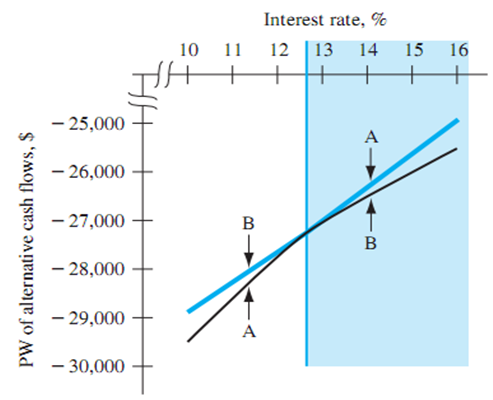 Interest rate, %
10 11 12 13 14 15 16
PW of alternative cash flows, $
– 25,000
– 26,000
– 27,000
– 28,000
– 29,000
– 30,000
A
B
B
A